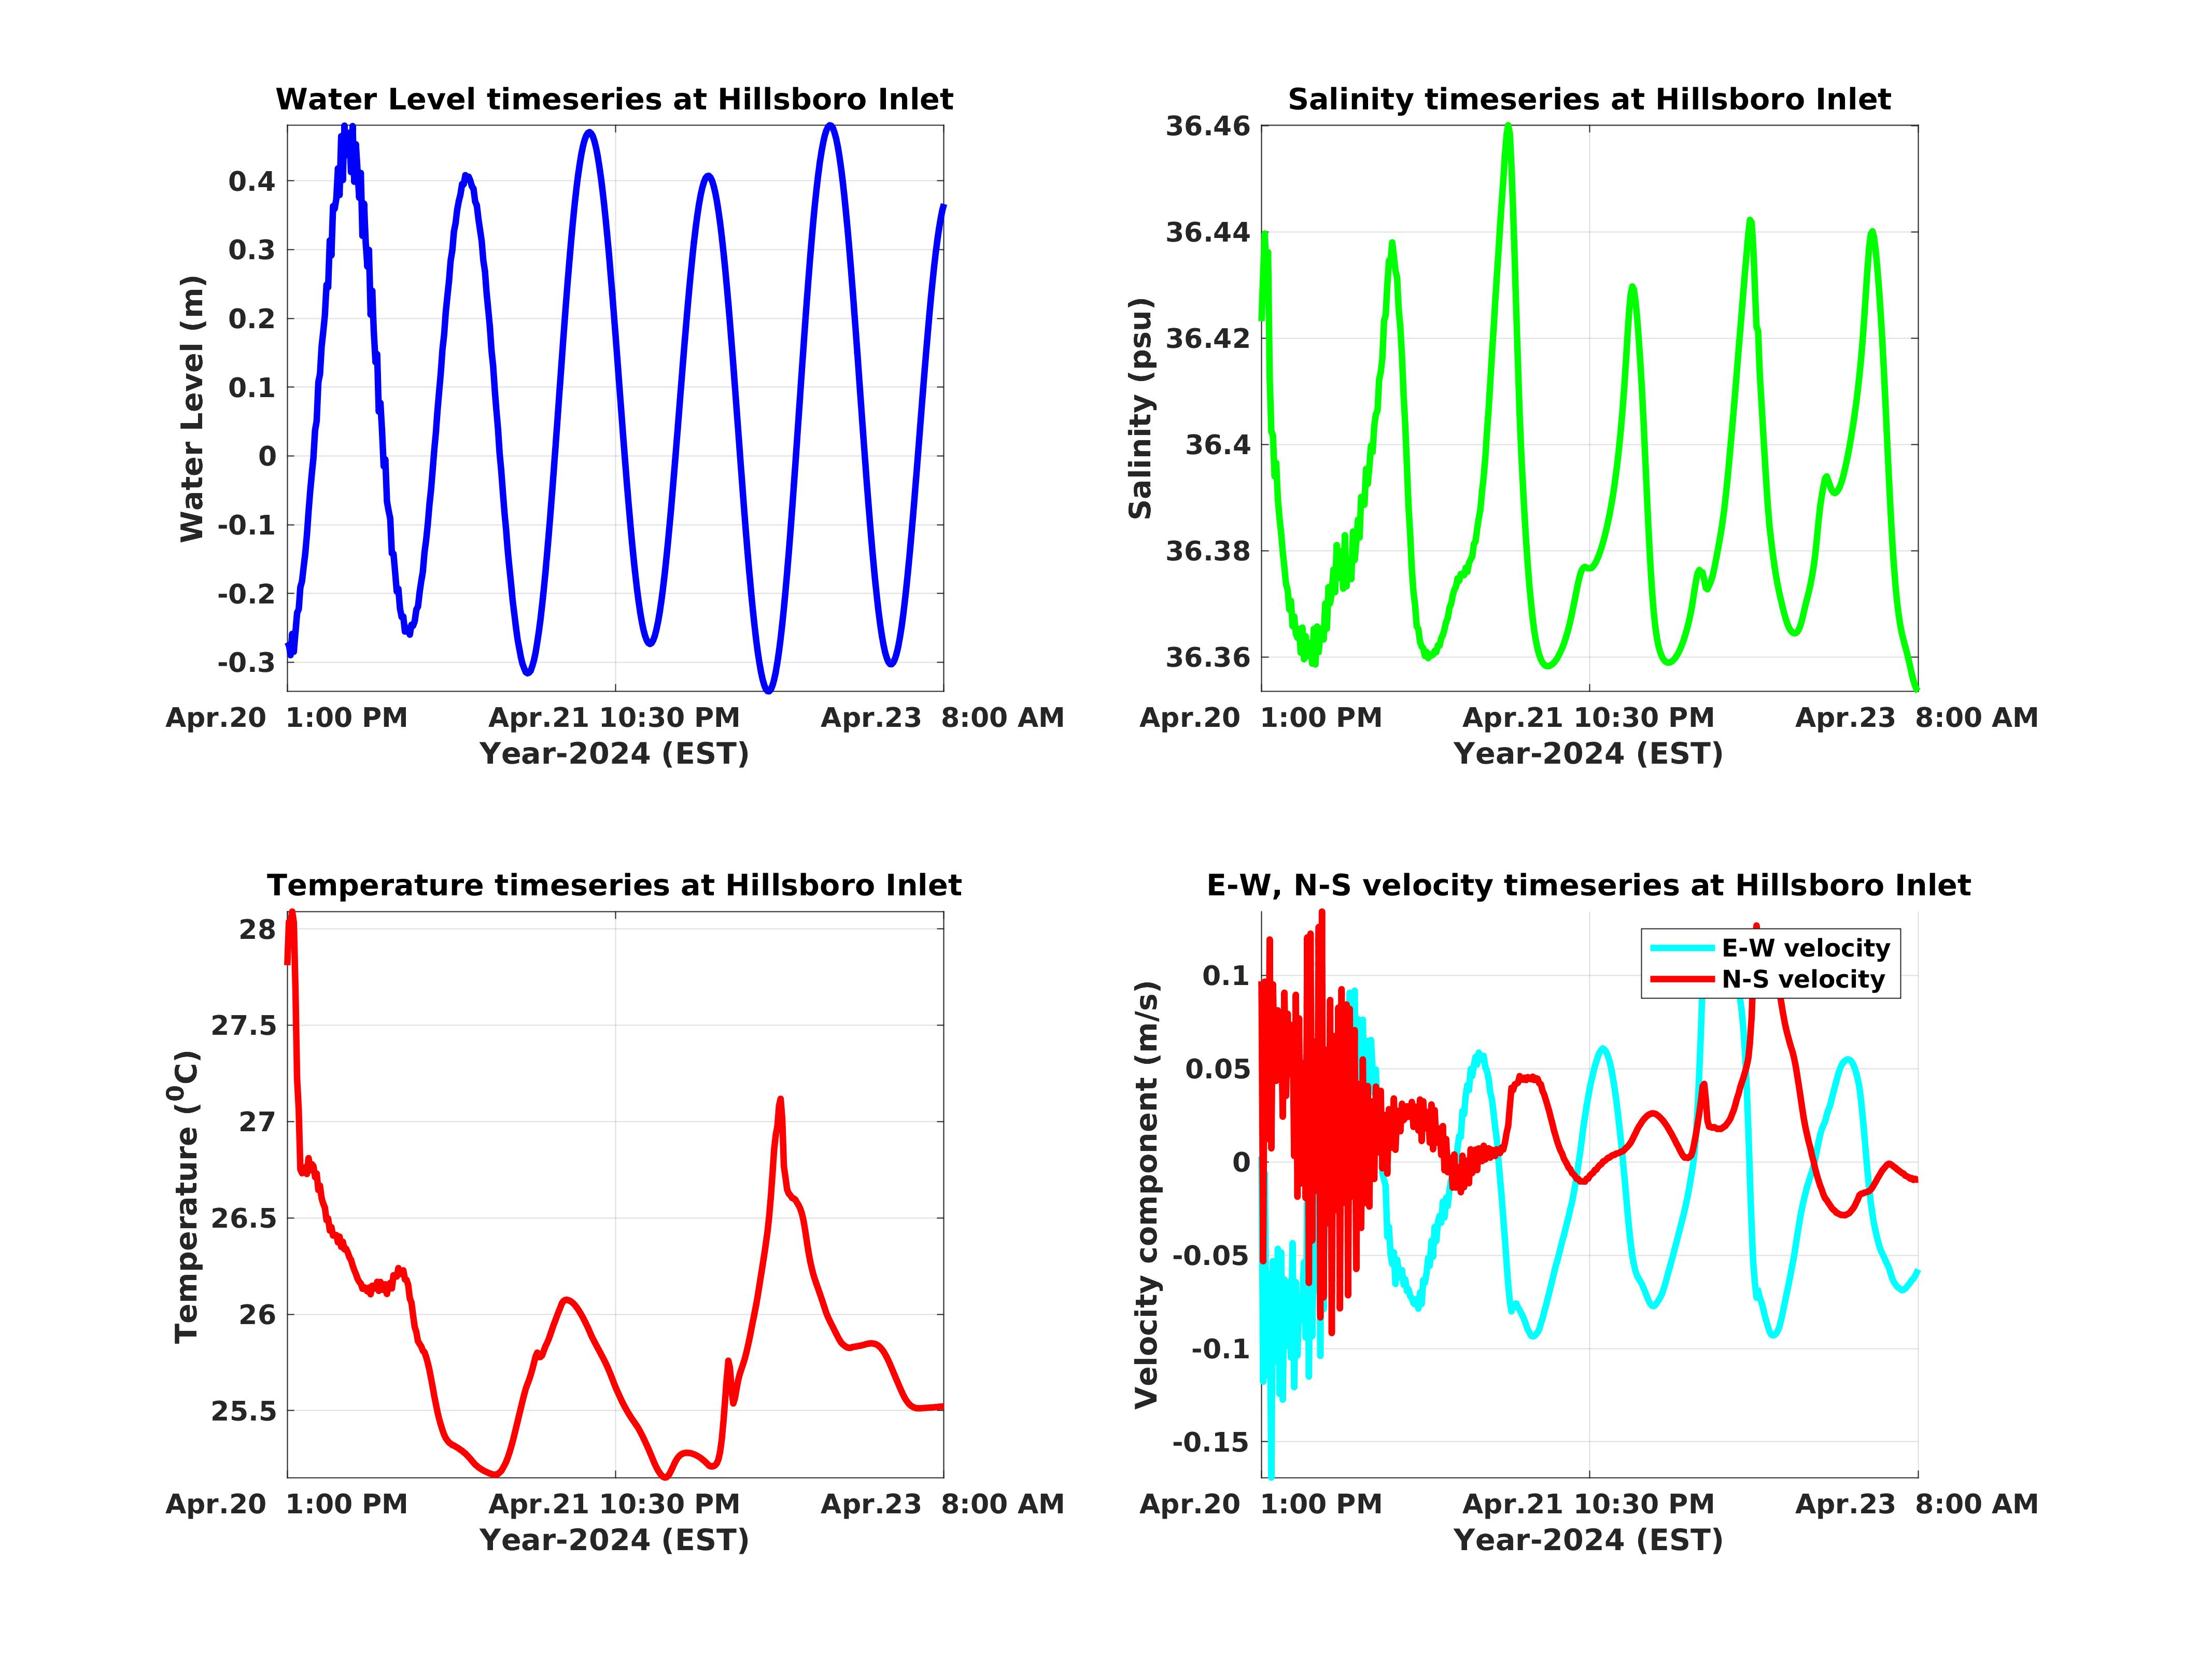 Water Level timeseries at Hillsboro Inlet
Water Level (m)
0.4
0.3
0.2
0.1
0
-0.1
-0.2
-0.3
Apr.20  1:00 PM
Apr.21 10:30 PM
Apr.23  8:00 AM
Year-2024 (EST)
Salinity timeseries at Hillsboro Inlet
Salinity (psu)
36.46
36.44
36.42
36.4
36.38
36.36
Apr.20  1:00 PM
Apr.21 10:30 PM
Apr.23  8:00 AM
Year-2024 (EST)
Temperature timeseries at Hillsboro Inlet
Temperature (⁰C)
28
27.5
27
26.5
26
25.5
Apr.20  1:00 PM
Apr.21 10:30 PM
Apr.23  8:00 AM
Year-2024 (EST)
E-W, N-S velocity timeseries at Hillsboro Inlet
Velocity component (m/s)
0.1
0.05
0
-0.05
-0.1
-0.15
E-W velocity
N-S velocity
Apr.20  1:00 PM
Apr.21 10:30 PM
Apr.23  8:00 AM
Year-2024 (EST)